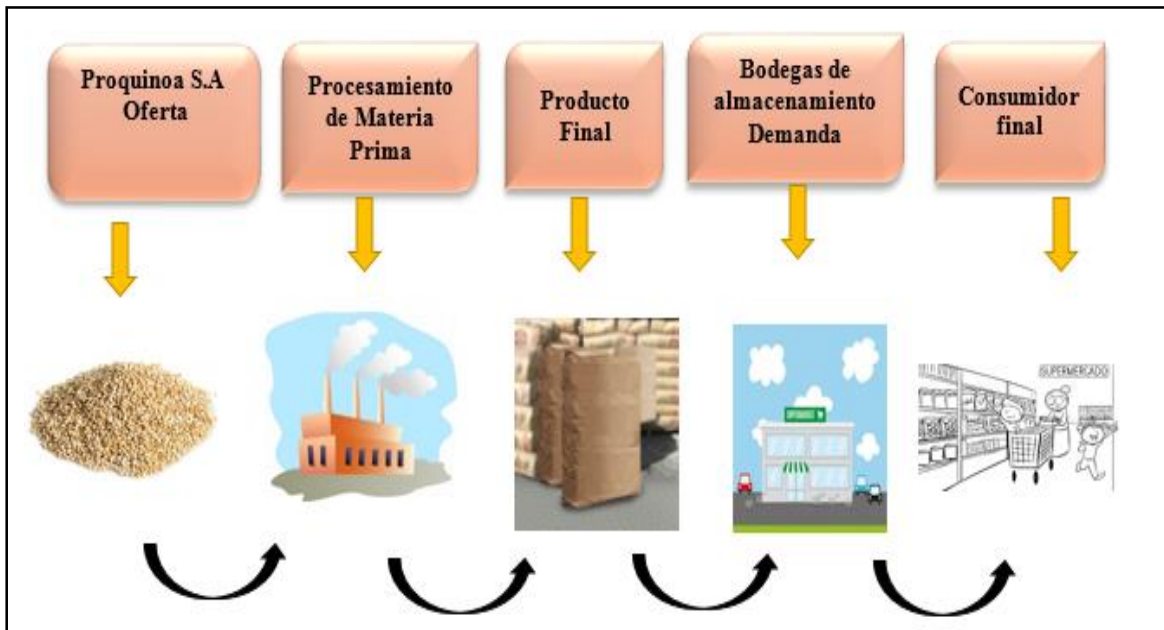 Proquinoa S.A
Oferta
Procesamiento
de Materia
Prima
Producto
Final
Bodegas de
almacenamiento
Demanda
Consumidor
final
SUPERMERCADO